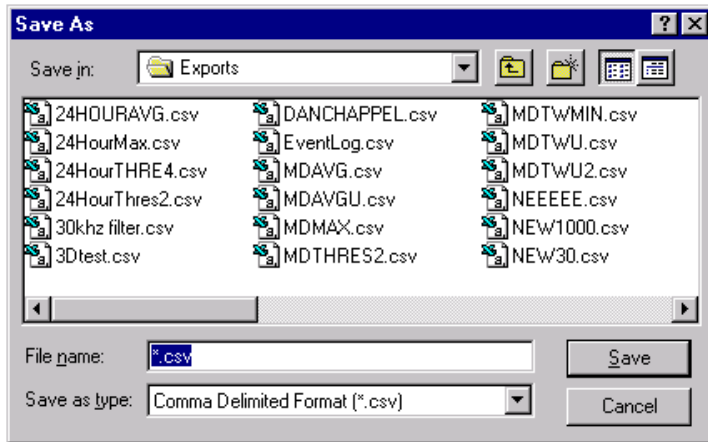 Save As
Save in: Exports
24HOURAVG.csv DANCHAPPEL.csv MDTWMIN.csv
24HourMax.csv EventLog.csv MDTWU.csv
24HourTHRE4.csv MDAVG.csv MDTWU2.csv
24HourThres2.csv MDAVGU.csv NEEEEE.csv
30khz filter.csv MDMAX.csv NEW1000.csv
3Dtest.csv MDTHRES2.csv NEW30.csv
File name: *.csv Save
Save as type: Comma Delimited Format (*.csv) Cancel